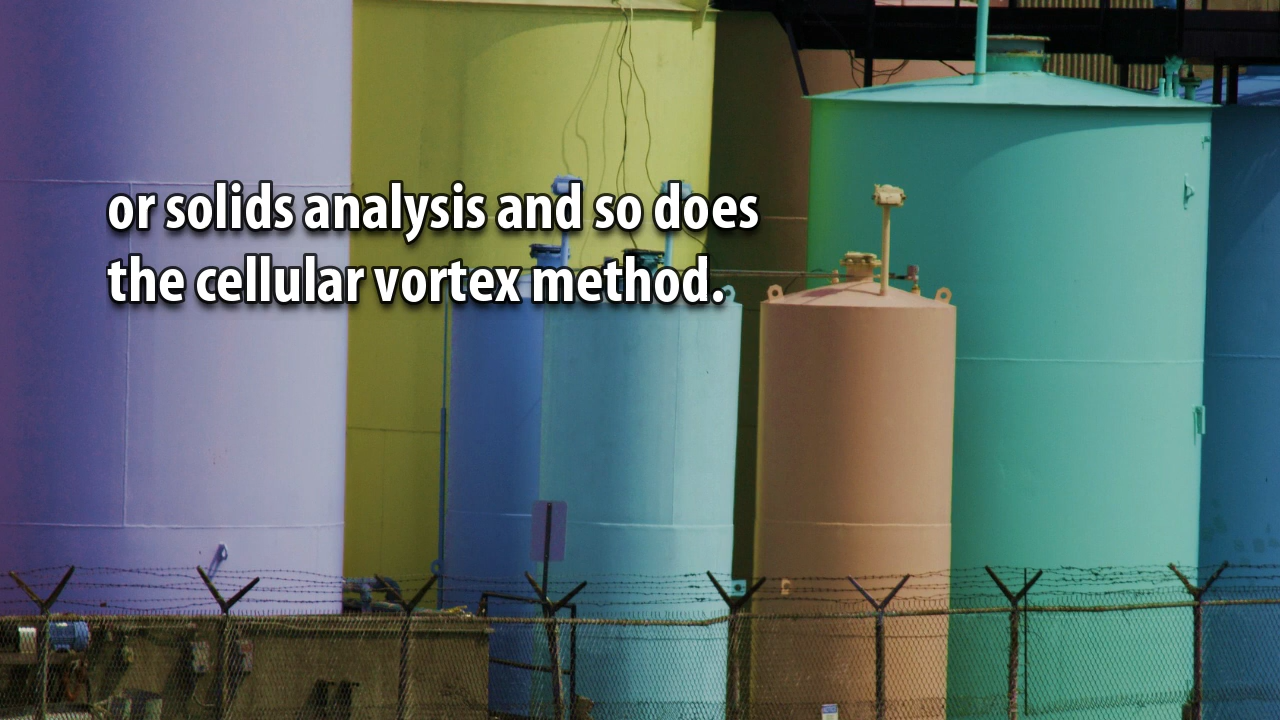 or solids analysis and so does
the cellular vortex method.